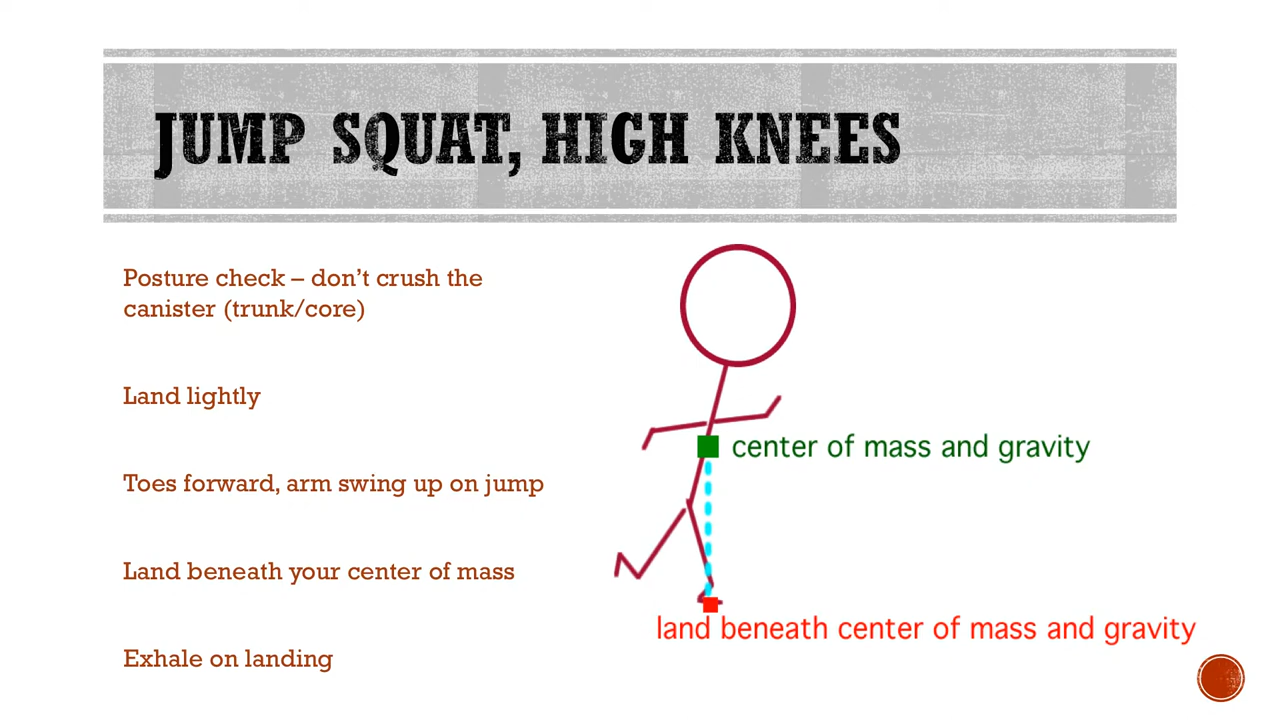 JUMP SQUAT, HIGH KNEES
Posture check – don’t crush the
canister (trunk/core)
Land lightly
Toes forward, arm swing up on jump
Land beneath your center of mass
Exhale on landing
center of mass and gravity
land beneath center of mass and gravity